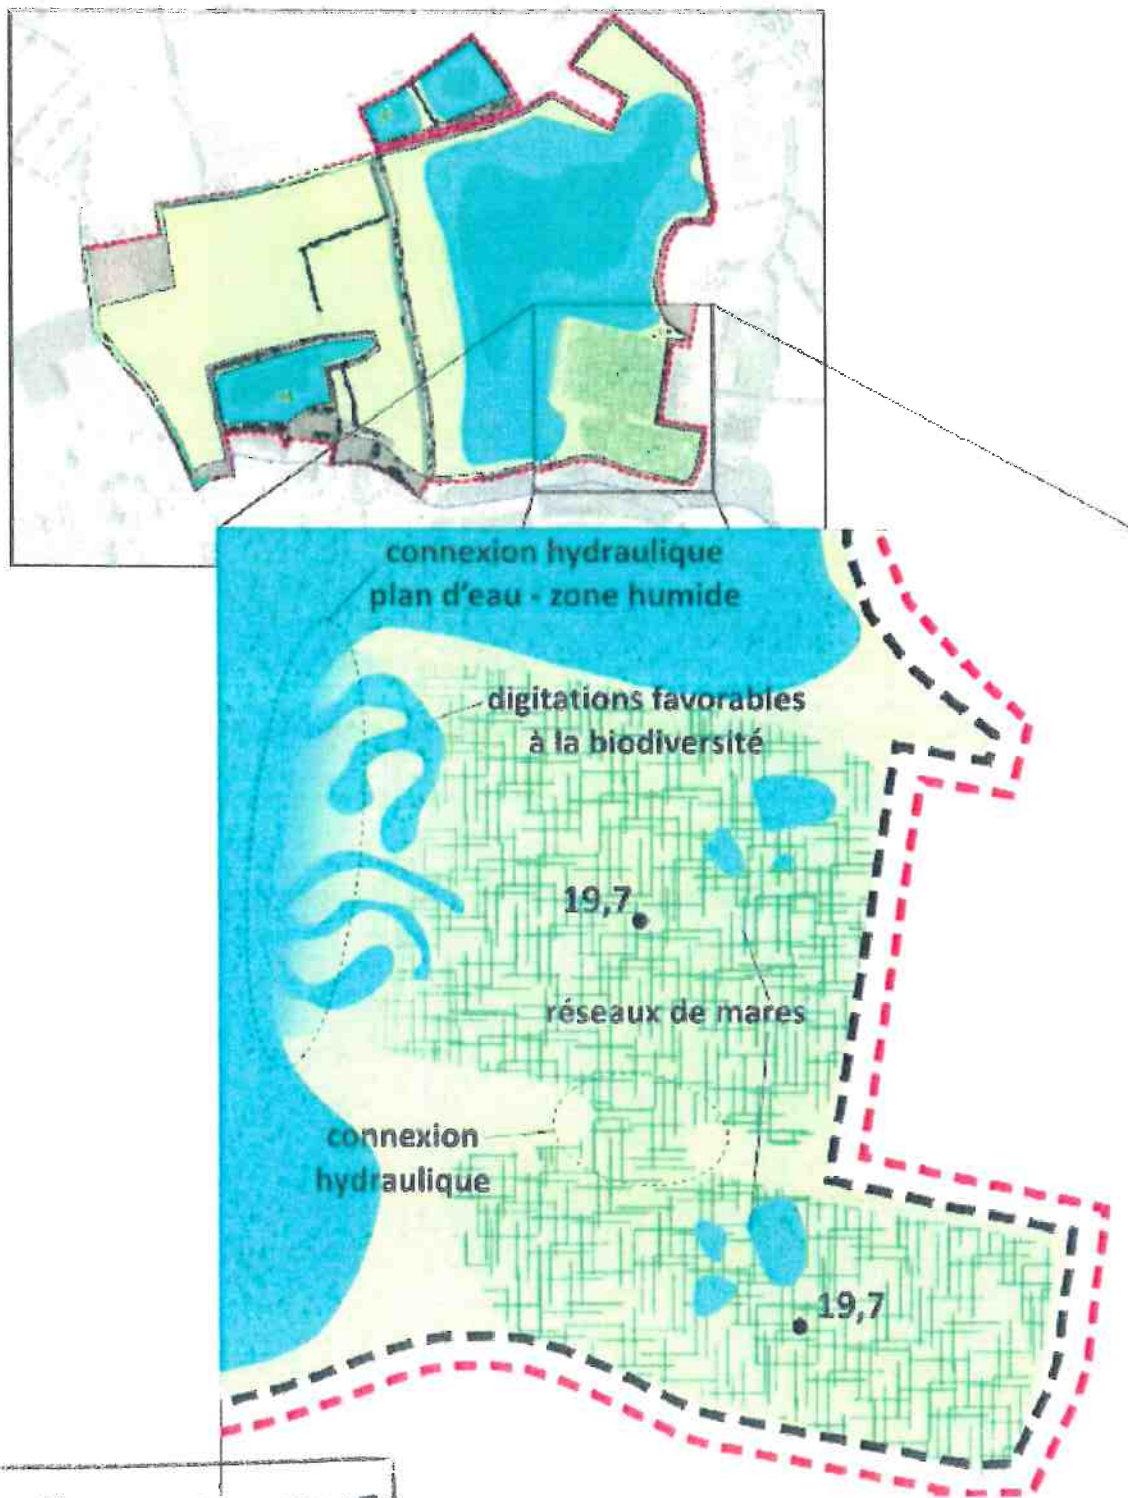 connexion hydraulique
plan d'eau - zone humide
digitations favorables
à la biodiversité
19,7
réseaux de mares
connexion
hydraulique
19,7